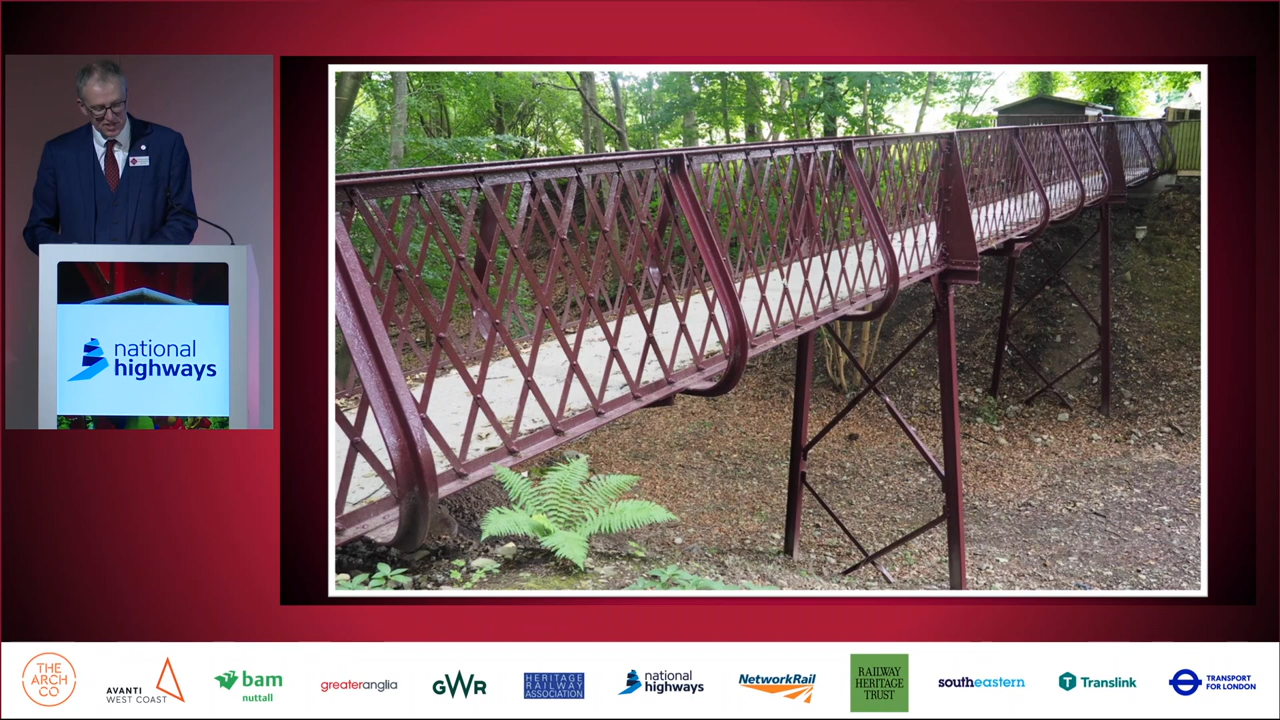 national
highways
THE
ARCH
CO
AVANTI
WEST COAST
bam
nuttall
greateranglia
GWR
HERITAGE
RAILWAY
ASSOCIATION
national
highways
NetworkRail
RAILWAY
HERITAGE
TRUST
southeastern
Translink
TRANSPORT
FOR LONDON